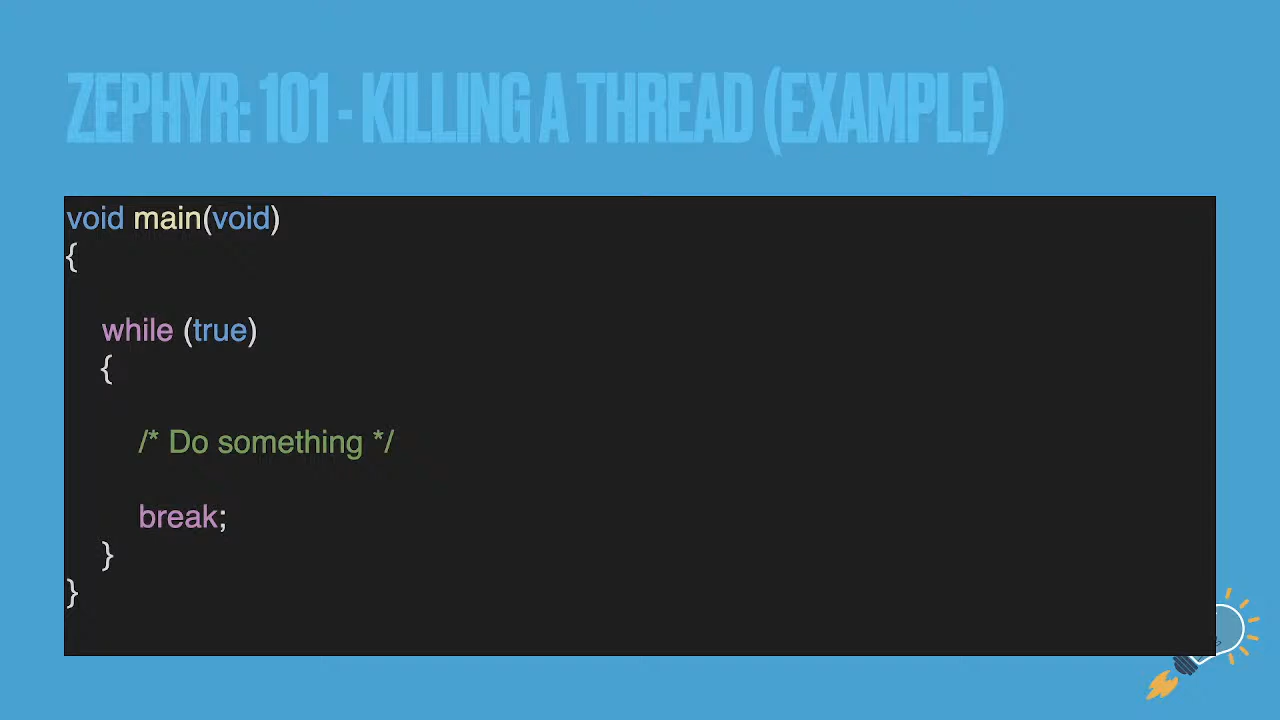 ZEPHYR: 101 - KILLING A THREAD (EXAMPLE)
void main(void)
{
while (true)
{
/* Do something */
break;
}
}